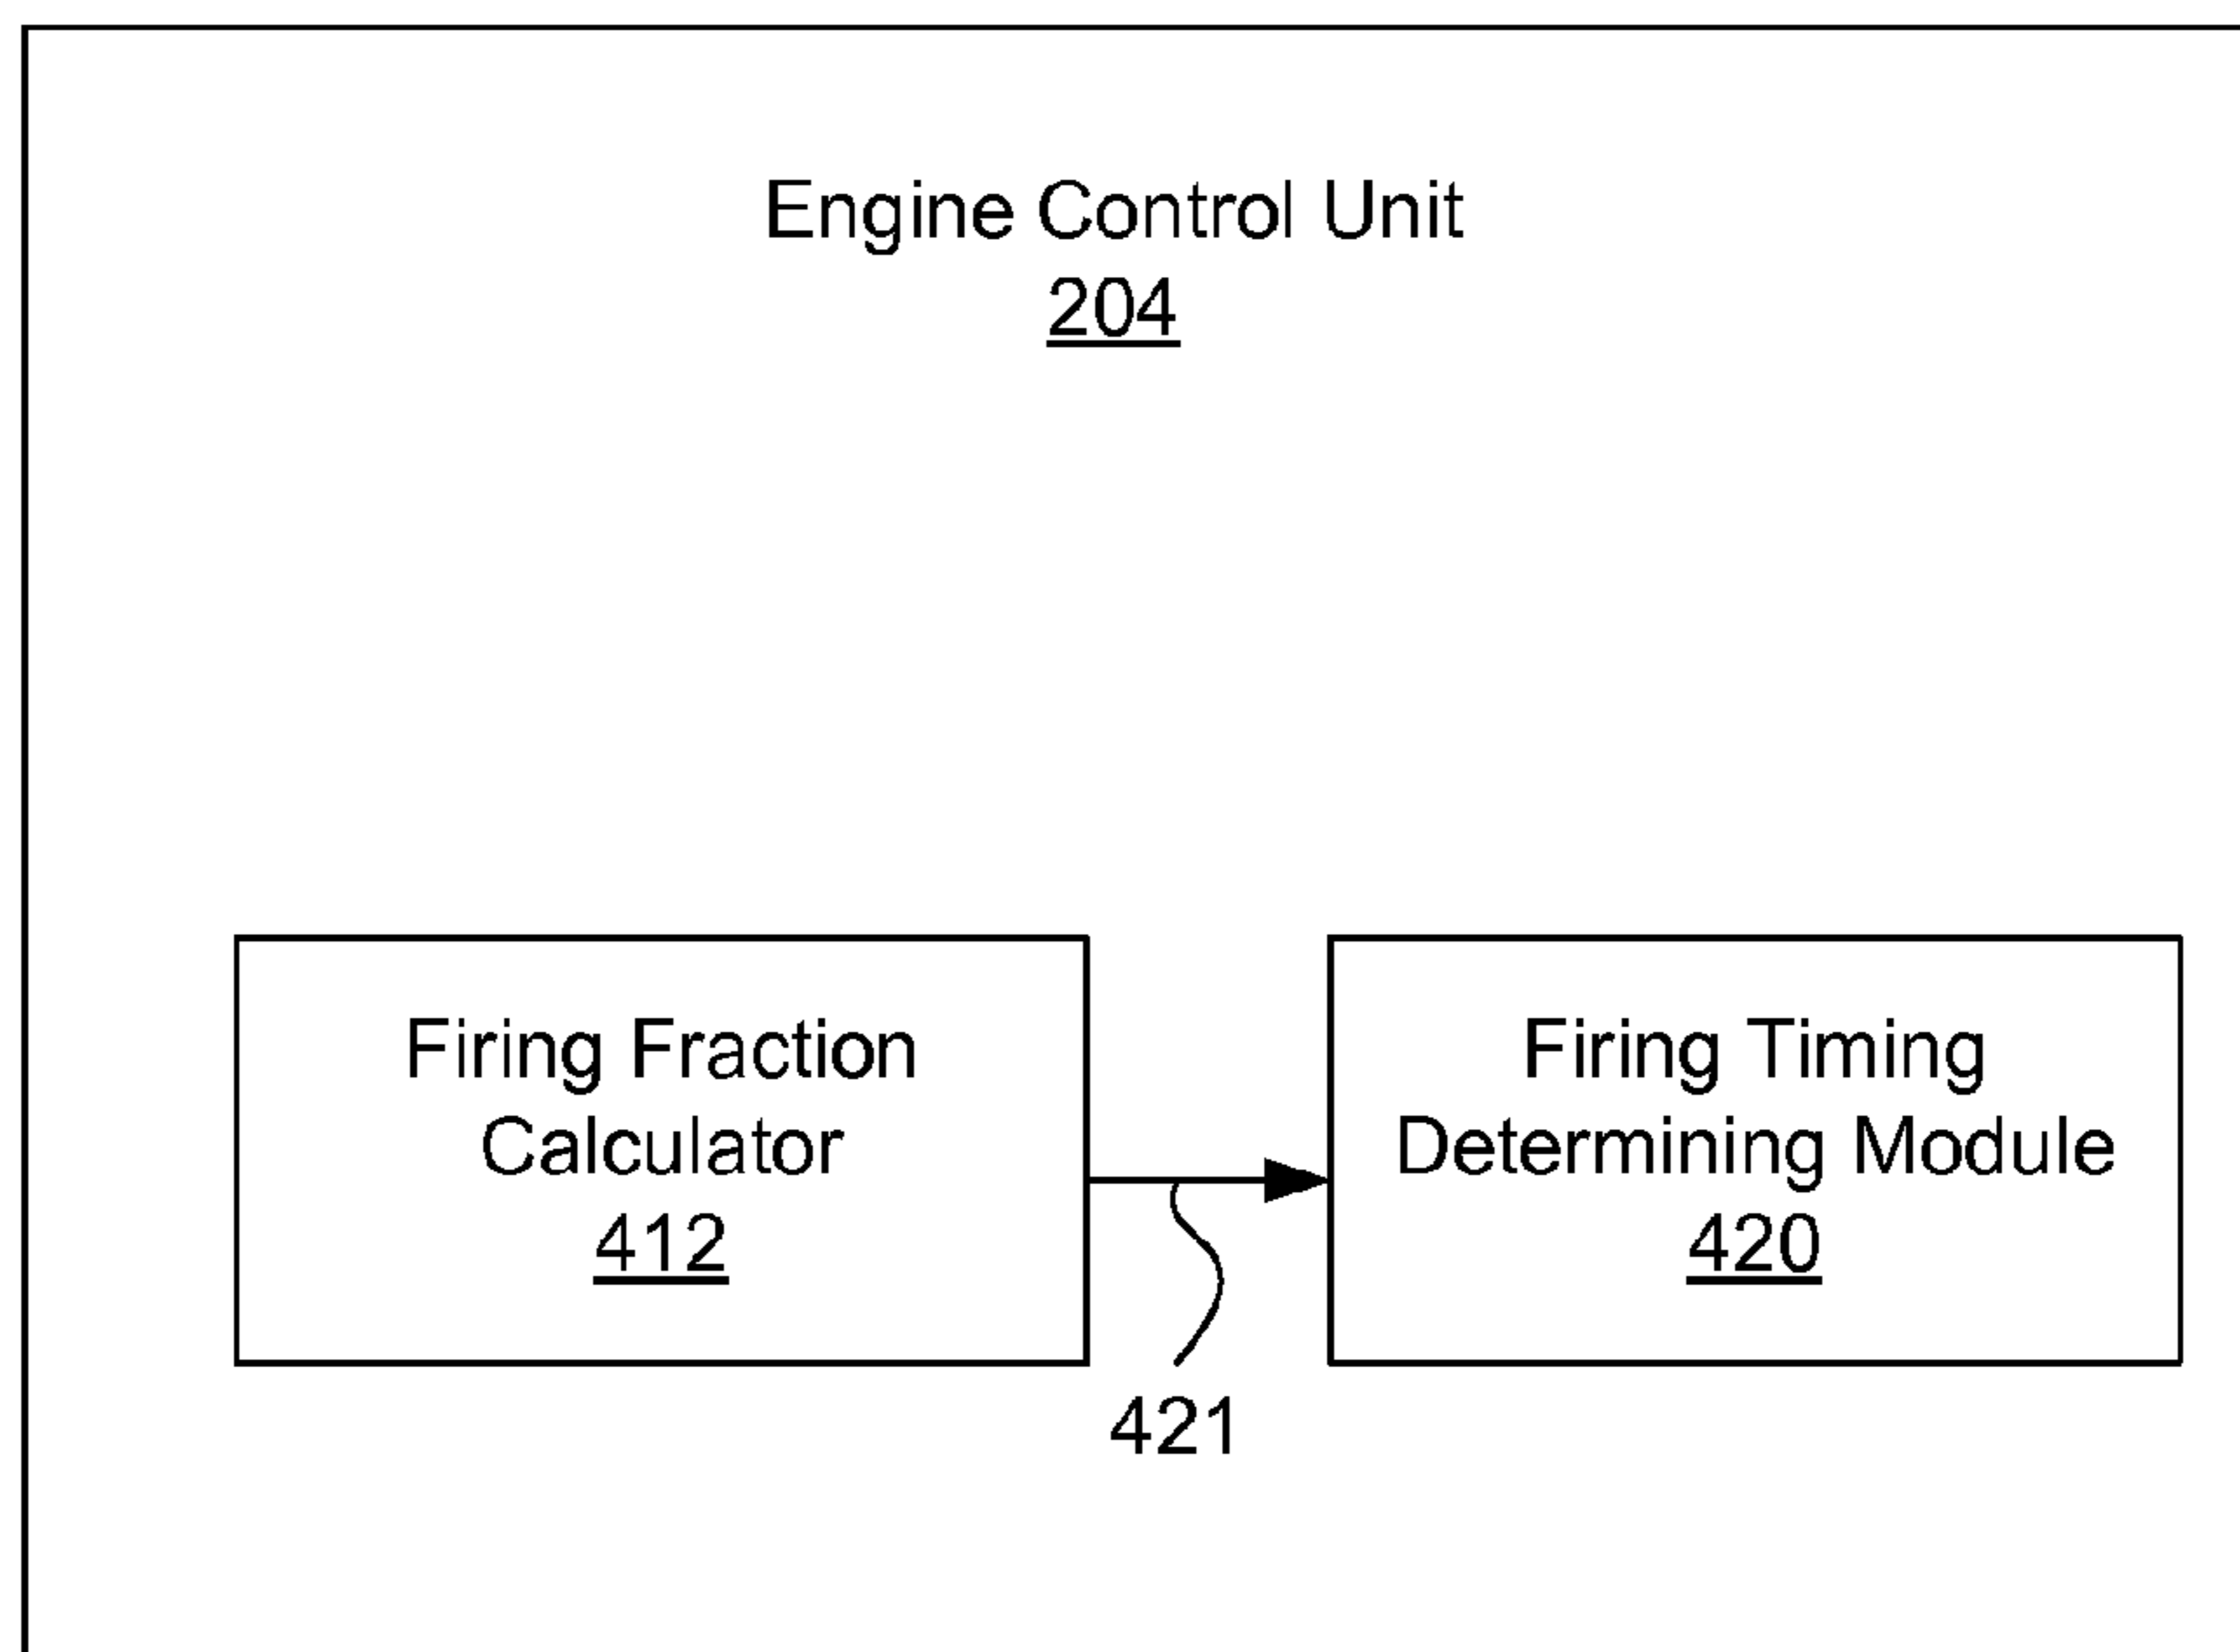 Engine Control Unit
204
Firing Fraction
Calculator
412
Firing Timing
Determining Module
420
421